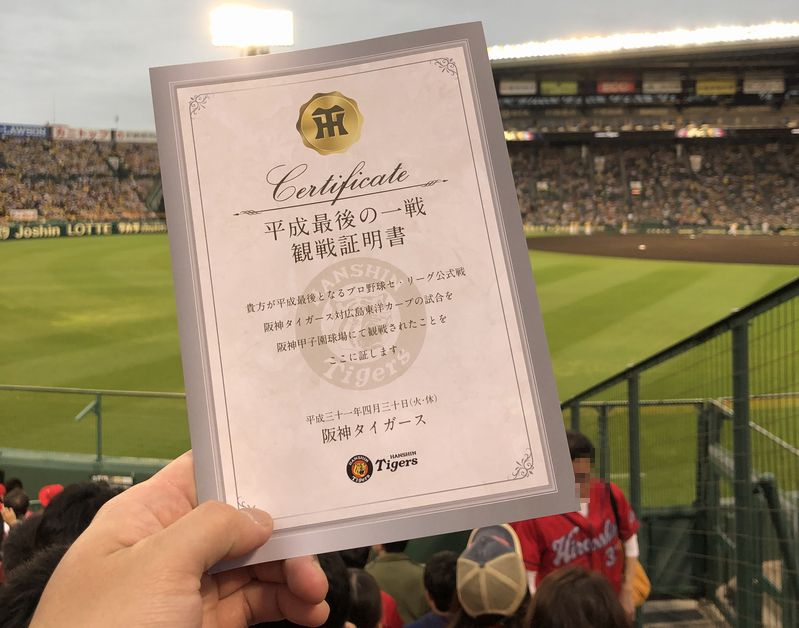 LAWSON
Joshin LOTTE
Certificate
平成最後の一戦
観戦証明書
HANSHIN
Tigers
貴方が平成最後となるプロ野球セ・リーグ公式戦
阪神タイガース対広島東洋カープの試合を
阪神甲子園球場にて観戦されたことを
ここに証します
平成三十一年四月三十日(火・休)
阪神タイガース
HANSHIN
Tigers
Hiroshima